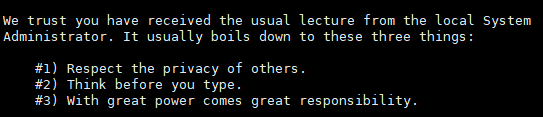 We trust you have received the usual lecture from the local System
Administrator. It usually boils down to these three things:
#1) Respect the privacy of others.
#2) Think before you type.
#3) With great power comes great responsibility.